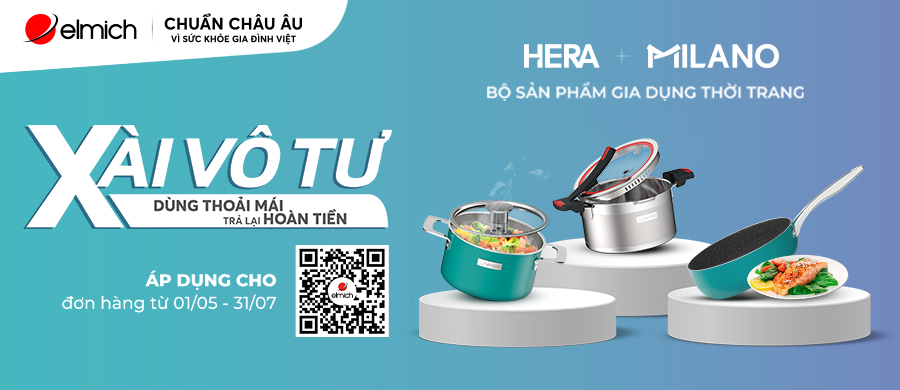 elmich
CHUẨN CHÂU ÂU
VÌ SỨC KHỎE GIA ĐÌNH VIỆT
HERA + MILANO
BỘ SẢN PHẨM GIA DỤNG THỜI TRANG
XÀI VÔ TƯ
DÙNG THOẢI MÁI
TRẢ LẠI HOÀN TIỀN
ÁP DỤNG CHO
đơn hàng từ 01/05 - 31/07
elmich